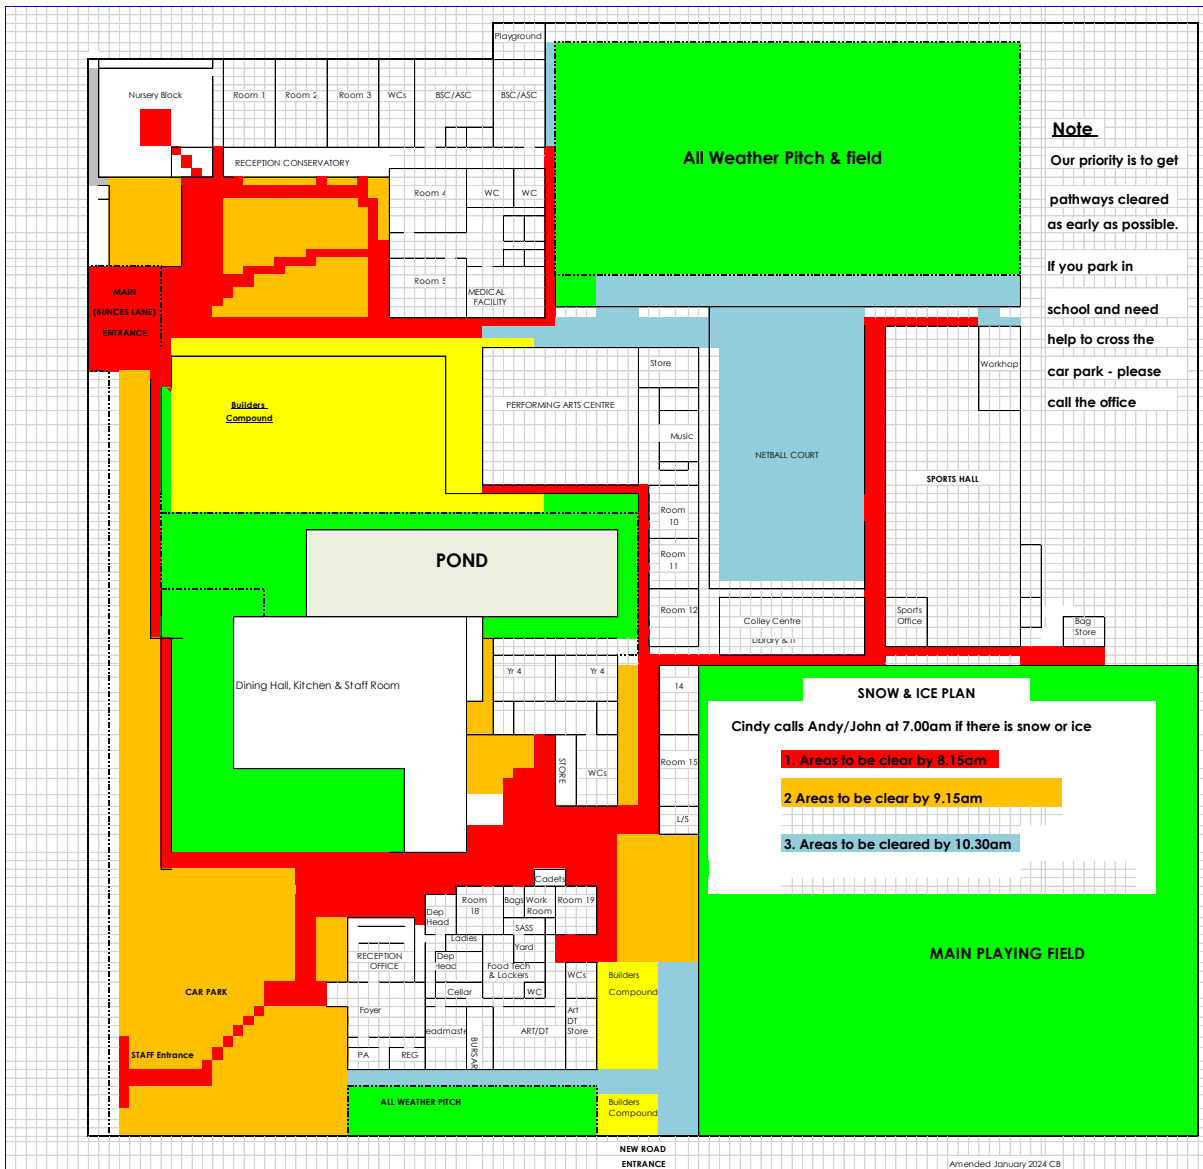 Playground
Nursery Block
Room 1
Room 2
Room 3
WCs
BSC/ASC
BSC/ASC
RECEPTION CONSERVATORY
Room 4
WC
WC
Room 5
MEDICAL
FACILITY
All Weather Pitch & field
Note
Our priority is to get
pathways cleared
as early as possible.
If you park in
school and need
help to cross the
car park - please
call the office
MAIN
(BUNCES LANE)
ENTRANCE
Builders
Compound
Store
PERFORMING ARTS CENTRE
Music
NETBALL COURT
Workhop
SPORTS HALL
Room
10
Room
11
Room 12
POND
Colley Centre
Library & IT
Sports
Office
Bag
Store
Dining Hall, Kitchen & Staff Room
Yr 4
Yr 4
14
STORE
WCs
Room 15
L/S
SNOW & ICE PLAN
Cindy calls Andy/John at 7.00am if there is snow or ice
1. Areas to be clear by 8.15am
2 Areas to be clear by 9.15am
3. Areas to be cleared by 10.30am
MAIN PLAYING FIELD
Cadets
Dep
Head
Room
18
Bags
Work
Room
Room 19
SASS
Ladies
Yard
RECEPTION
OFFICE
Dep
Head
Food Tech
& Lockers
WCs
Builders
Compound
Cellar
WC
CAR PARK
Foyer
eadmaste
BURSAR
ART/DT
Art
DT
Store
STAFF Entrance
PA
REG
ALL WEATHER PITCH
Builders
Compound
NEW ROAD
ENTRANCE
Amended January 2024 CB